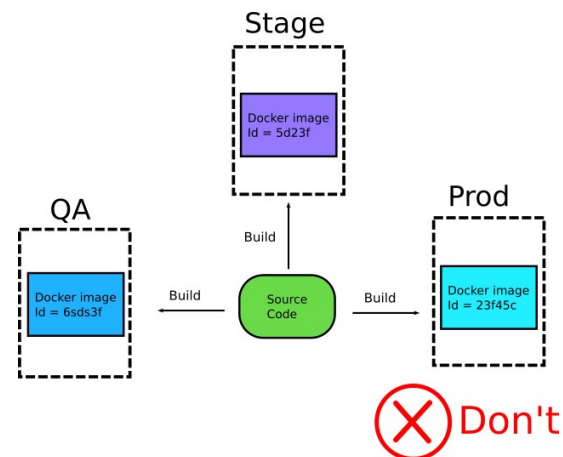 Stage
Docker image
Id = 5d23f
QA
Prod
Build
Docker image
Id = 6sds3f
Build
Source
Code
Build
Docker image
Id = 23f45c
Don't